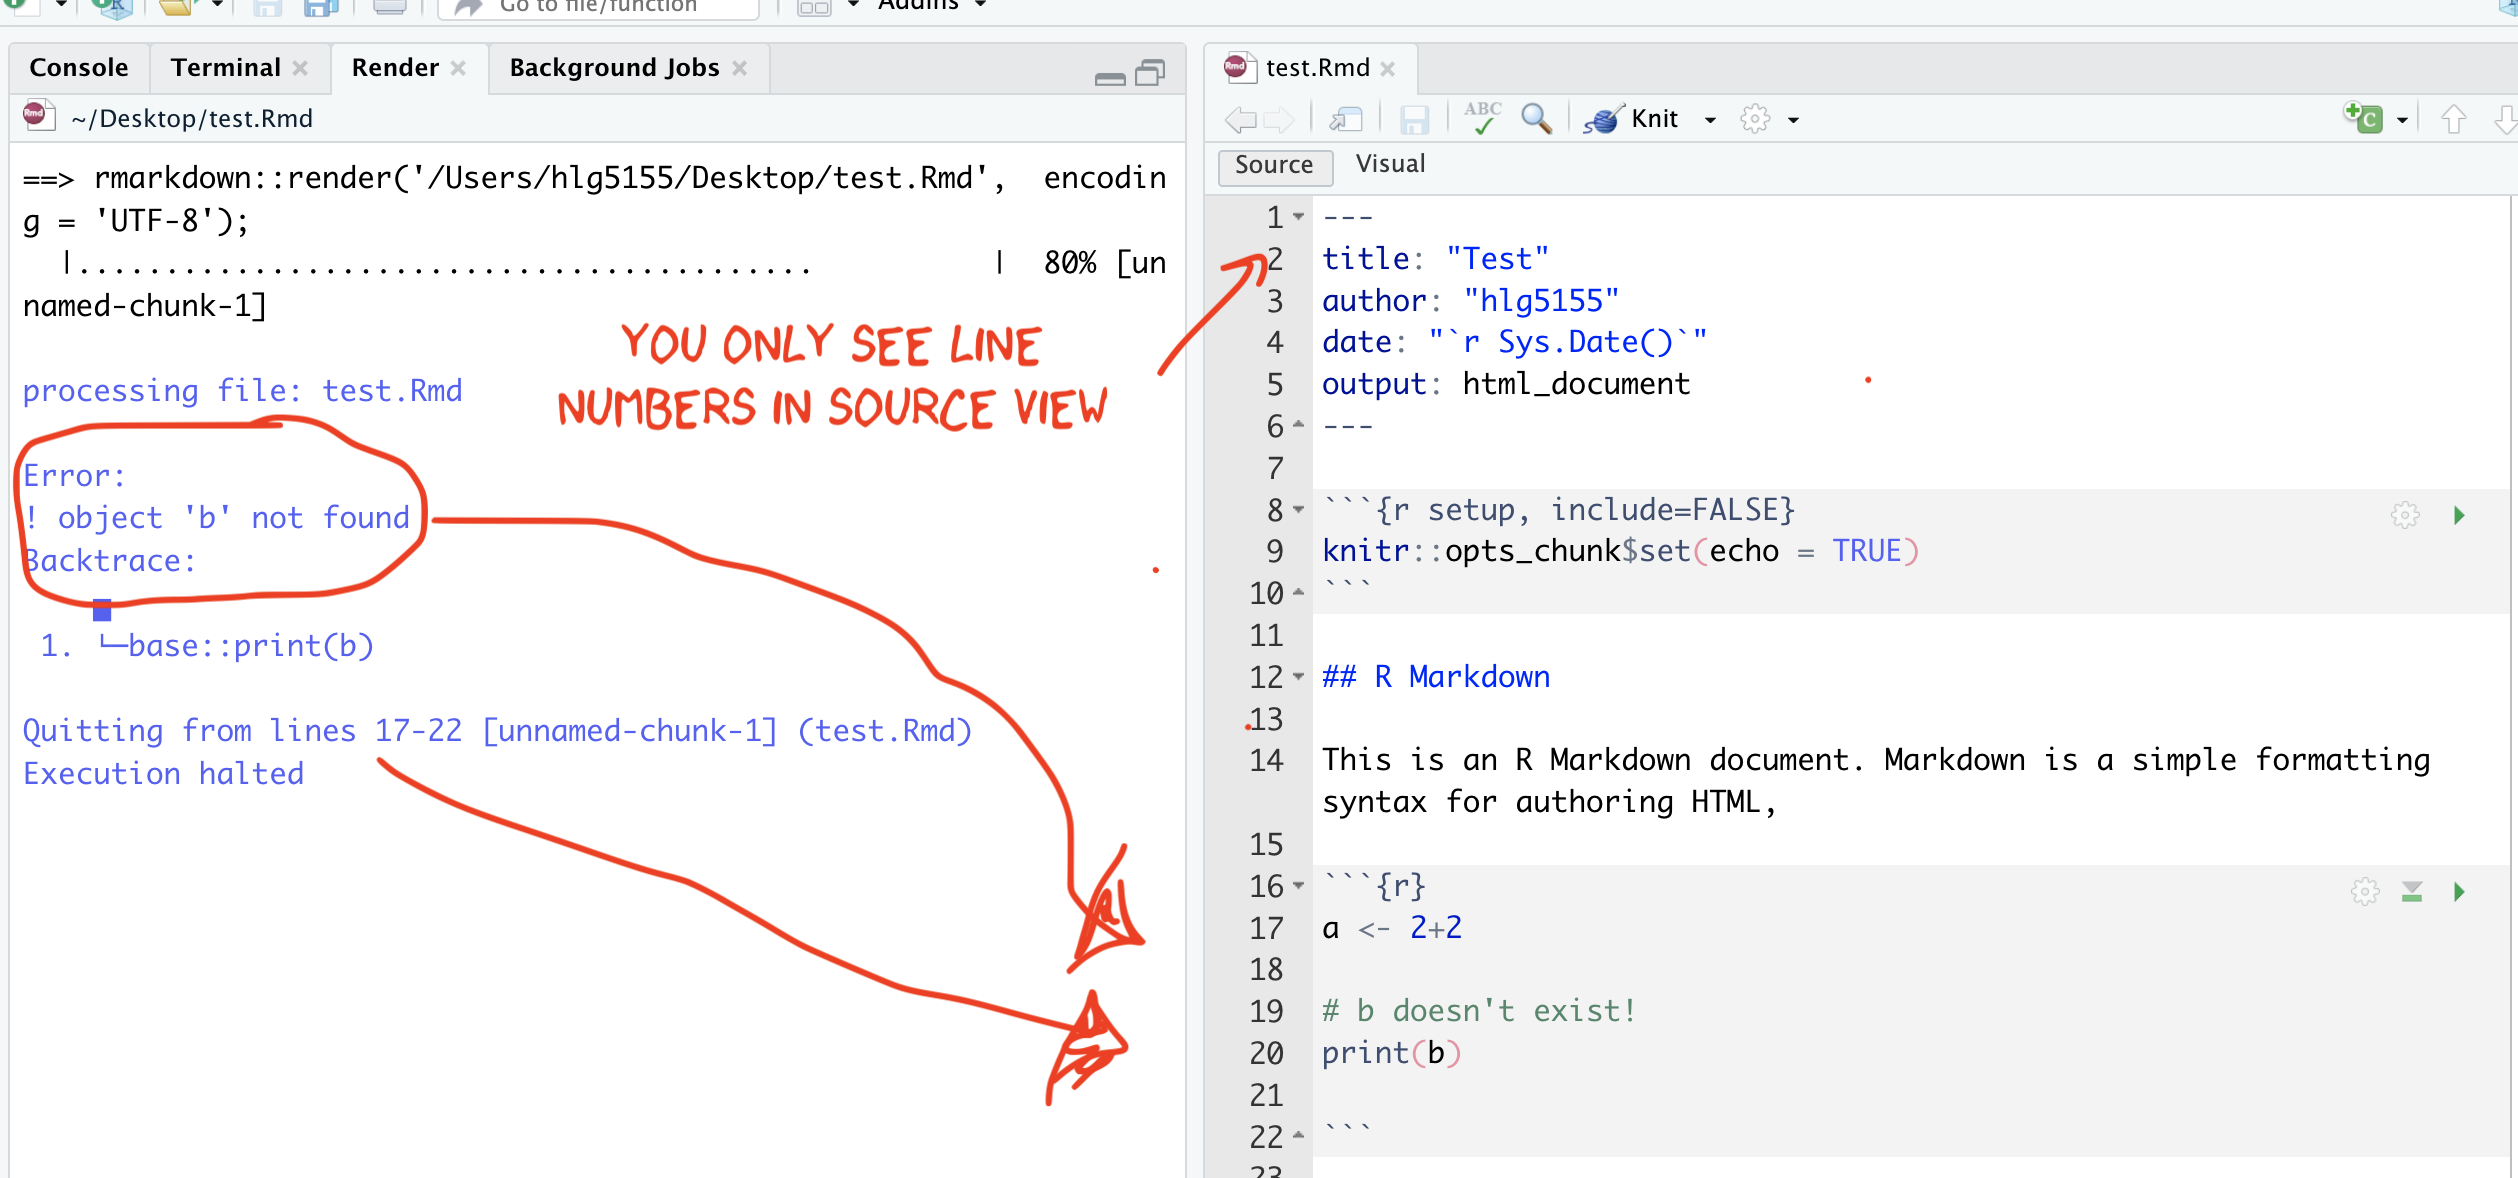 Go to file/function
Addins
Console
Terminal
Render
Background Jobs
~/Desktop/test.Rmd
==> rmarkdown::render('/Users/hlg5155/Desktop/test.Rmd',  encodin
g = 'UTF-8');
  |..........................................           |  80% [un
named-chunk-1]
YOU ONLY SEE LINE
NUMBERS IN SOURCE VIEW
processing file: test.Rmd
Error:
! object 'b' not found
Backtrace:
 1. └─base::print(b)
Quitting from lines 17-22 [unnamed-chunk-1] (test.Rmd)
Execution halted
test.Rmd
ABC
Knit
Source
Visual
1 ---
2 title: "Test"
3 author: "hlg5155"
4 date: "`r Sys.Date()`"
5 output: html_document
6 ---
7
8 ```{r setup, include=FALSE}
9 knitr::opts_chunk$set(echo = TRUE)
10 ```
11
12 ## R Markdown
13
14 This is an R Markdown document. Markdown is a simple formatting
syntax for authoring HTML,
15
16 ```{r}
17 a <- 2+2
18
19 # b doesn't exist!
20 print(b)
21
22 ```
23